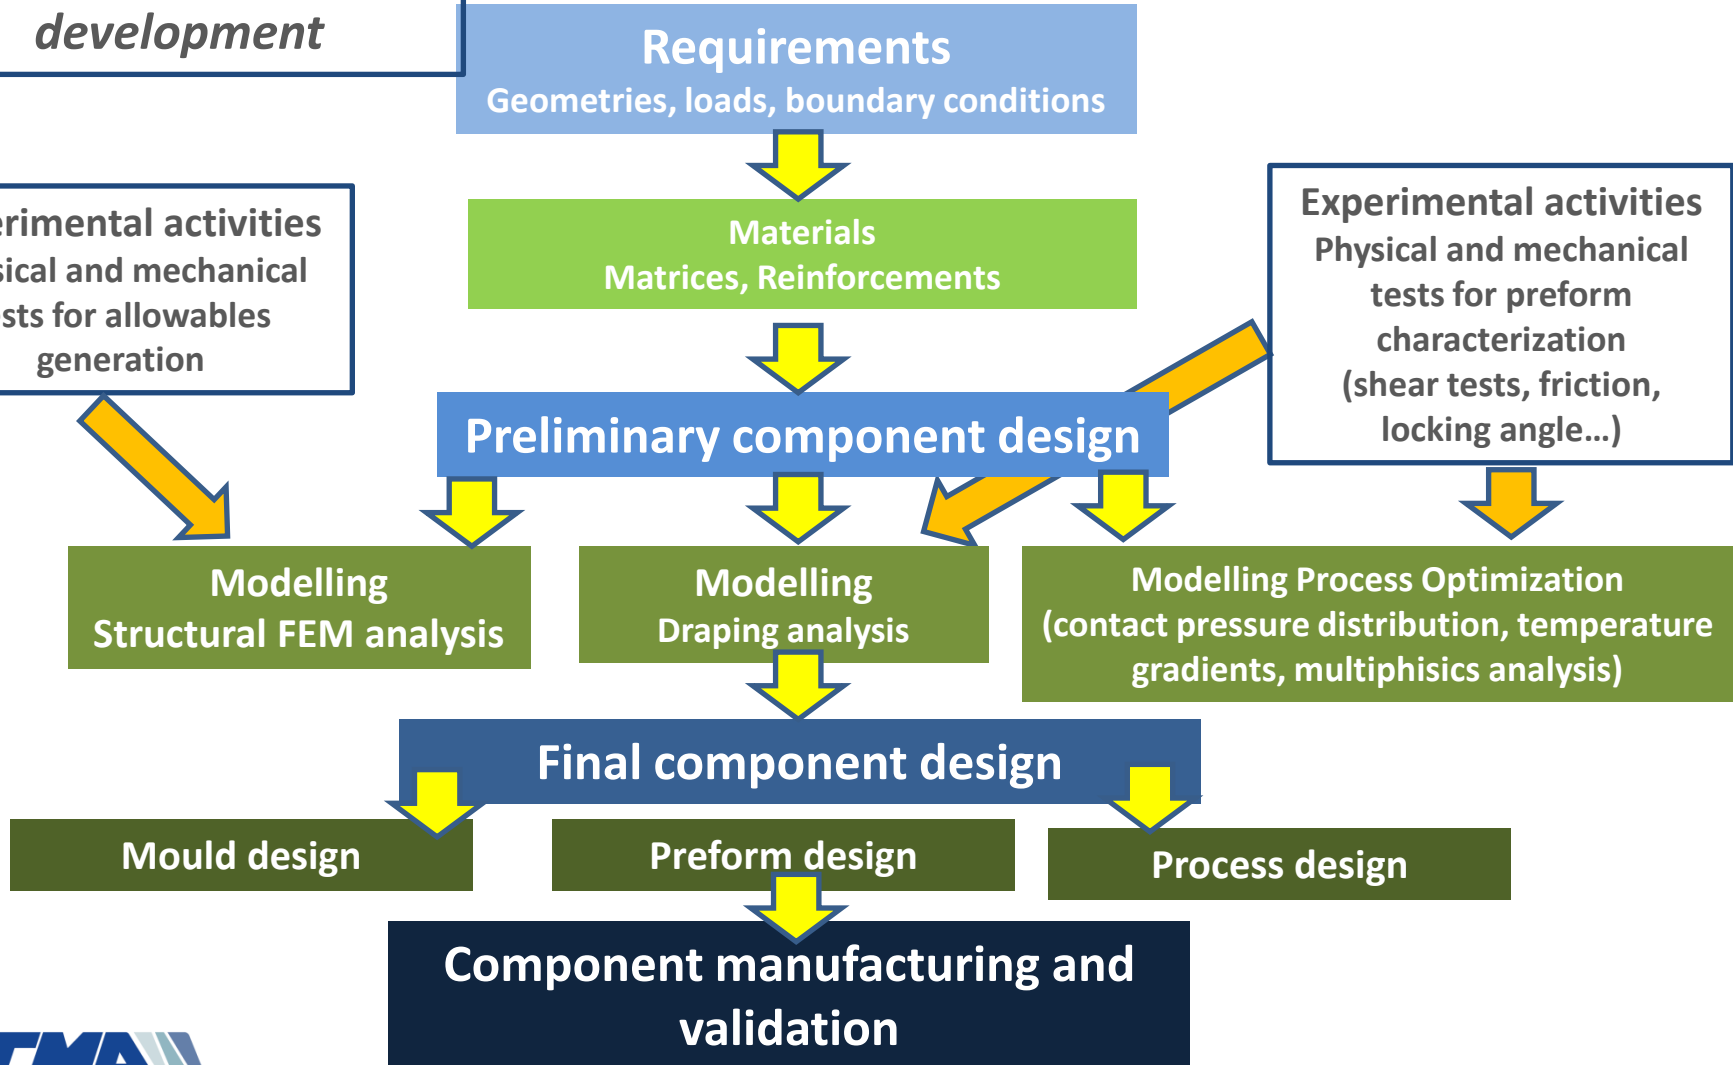 development
Requirements
Geometries, loads, boundary conditions
Materials
Matrices, Reinforcements
erimental activities
sical and mechanical
sts for allowables
generation
Experimental activities
Physical and mechanical
tests for preform
characterization
(shear tests, friction,
locking angle...)
Preliminary component design
Modelling
Structural FEM analysis
Modelling
Draping analysis
Modelling Process Optimization
(contact pressure distribution, temperature
gradients, multiphisics analysis)
Final component design
Mould design
Preform design
Process design
Component manufacturing and
validation